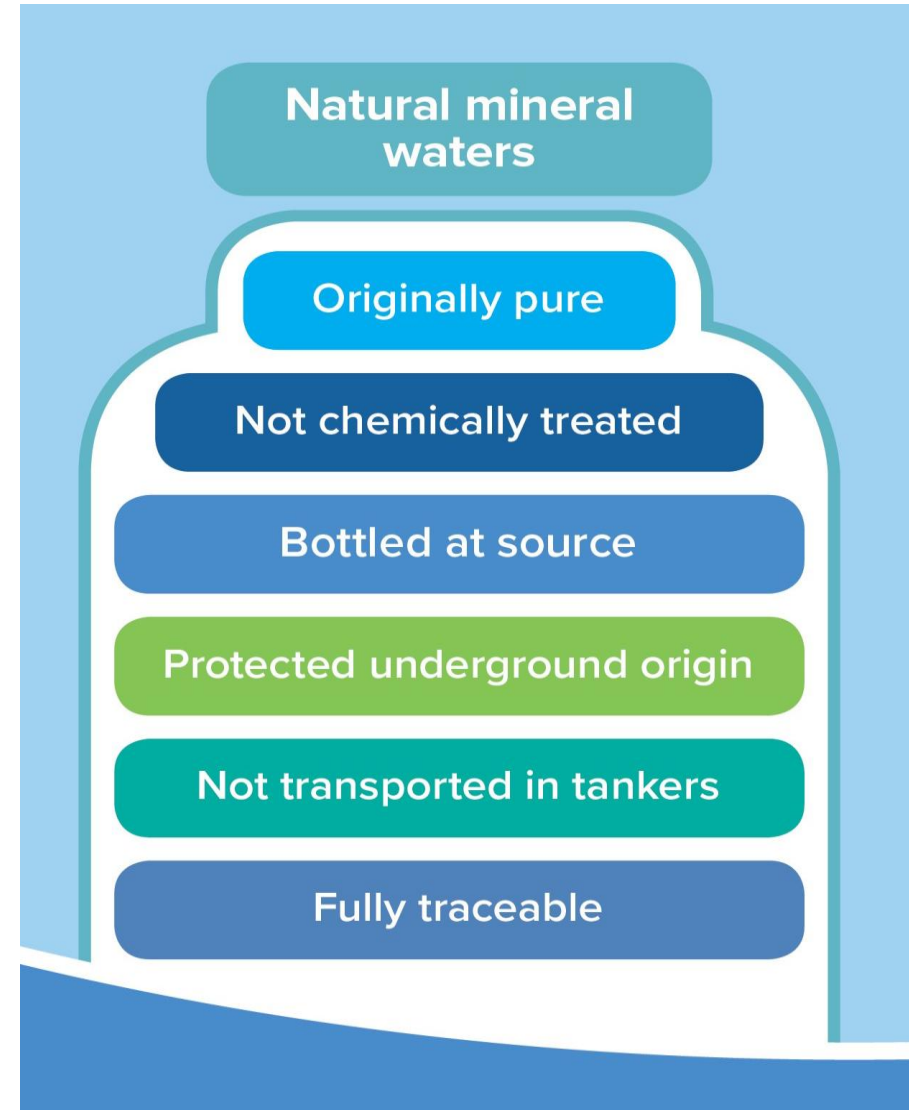 Natural mineral
waters
Originally pure
Not chemically treated
Bottled at source
Protected underground origin
Not transported in tankers
Fully traceable